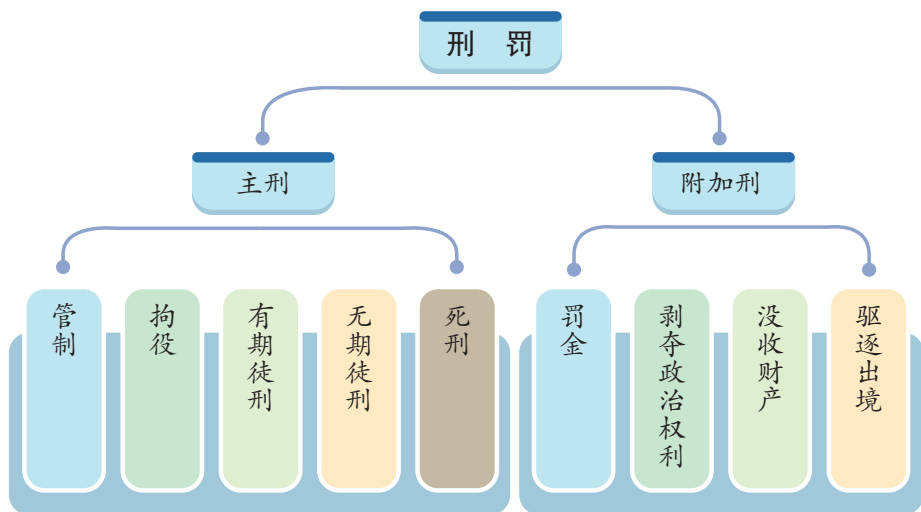 刑 罚
主刑
附加刑
管制
拘役
有期徒刑
无期徒刑
死刑
罚金
剥夺政治权利
没收财产
驱逐出境